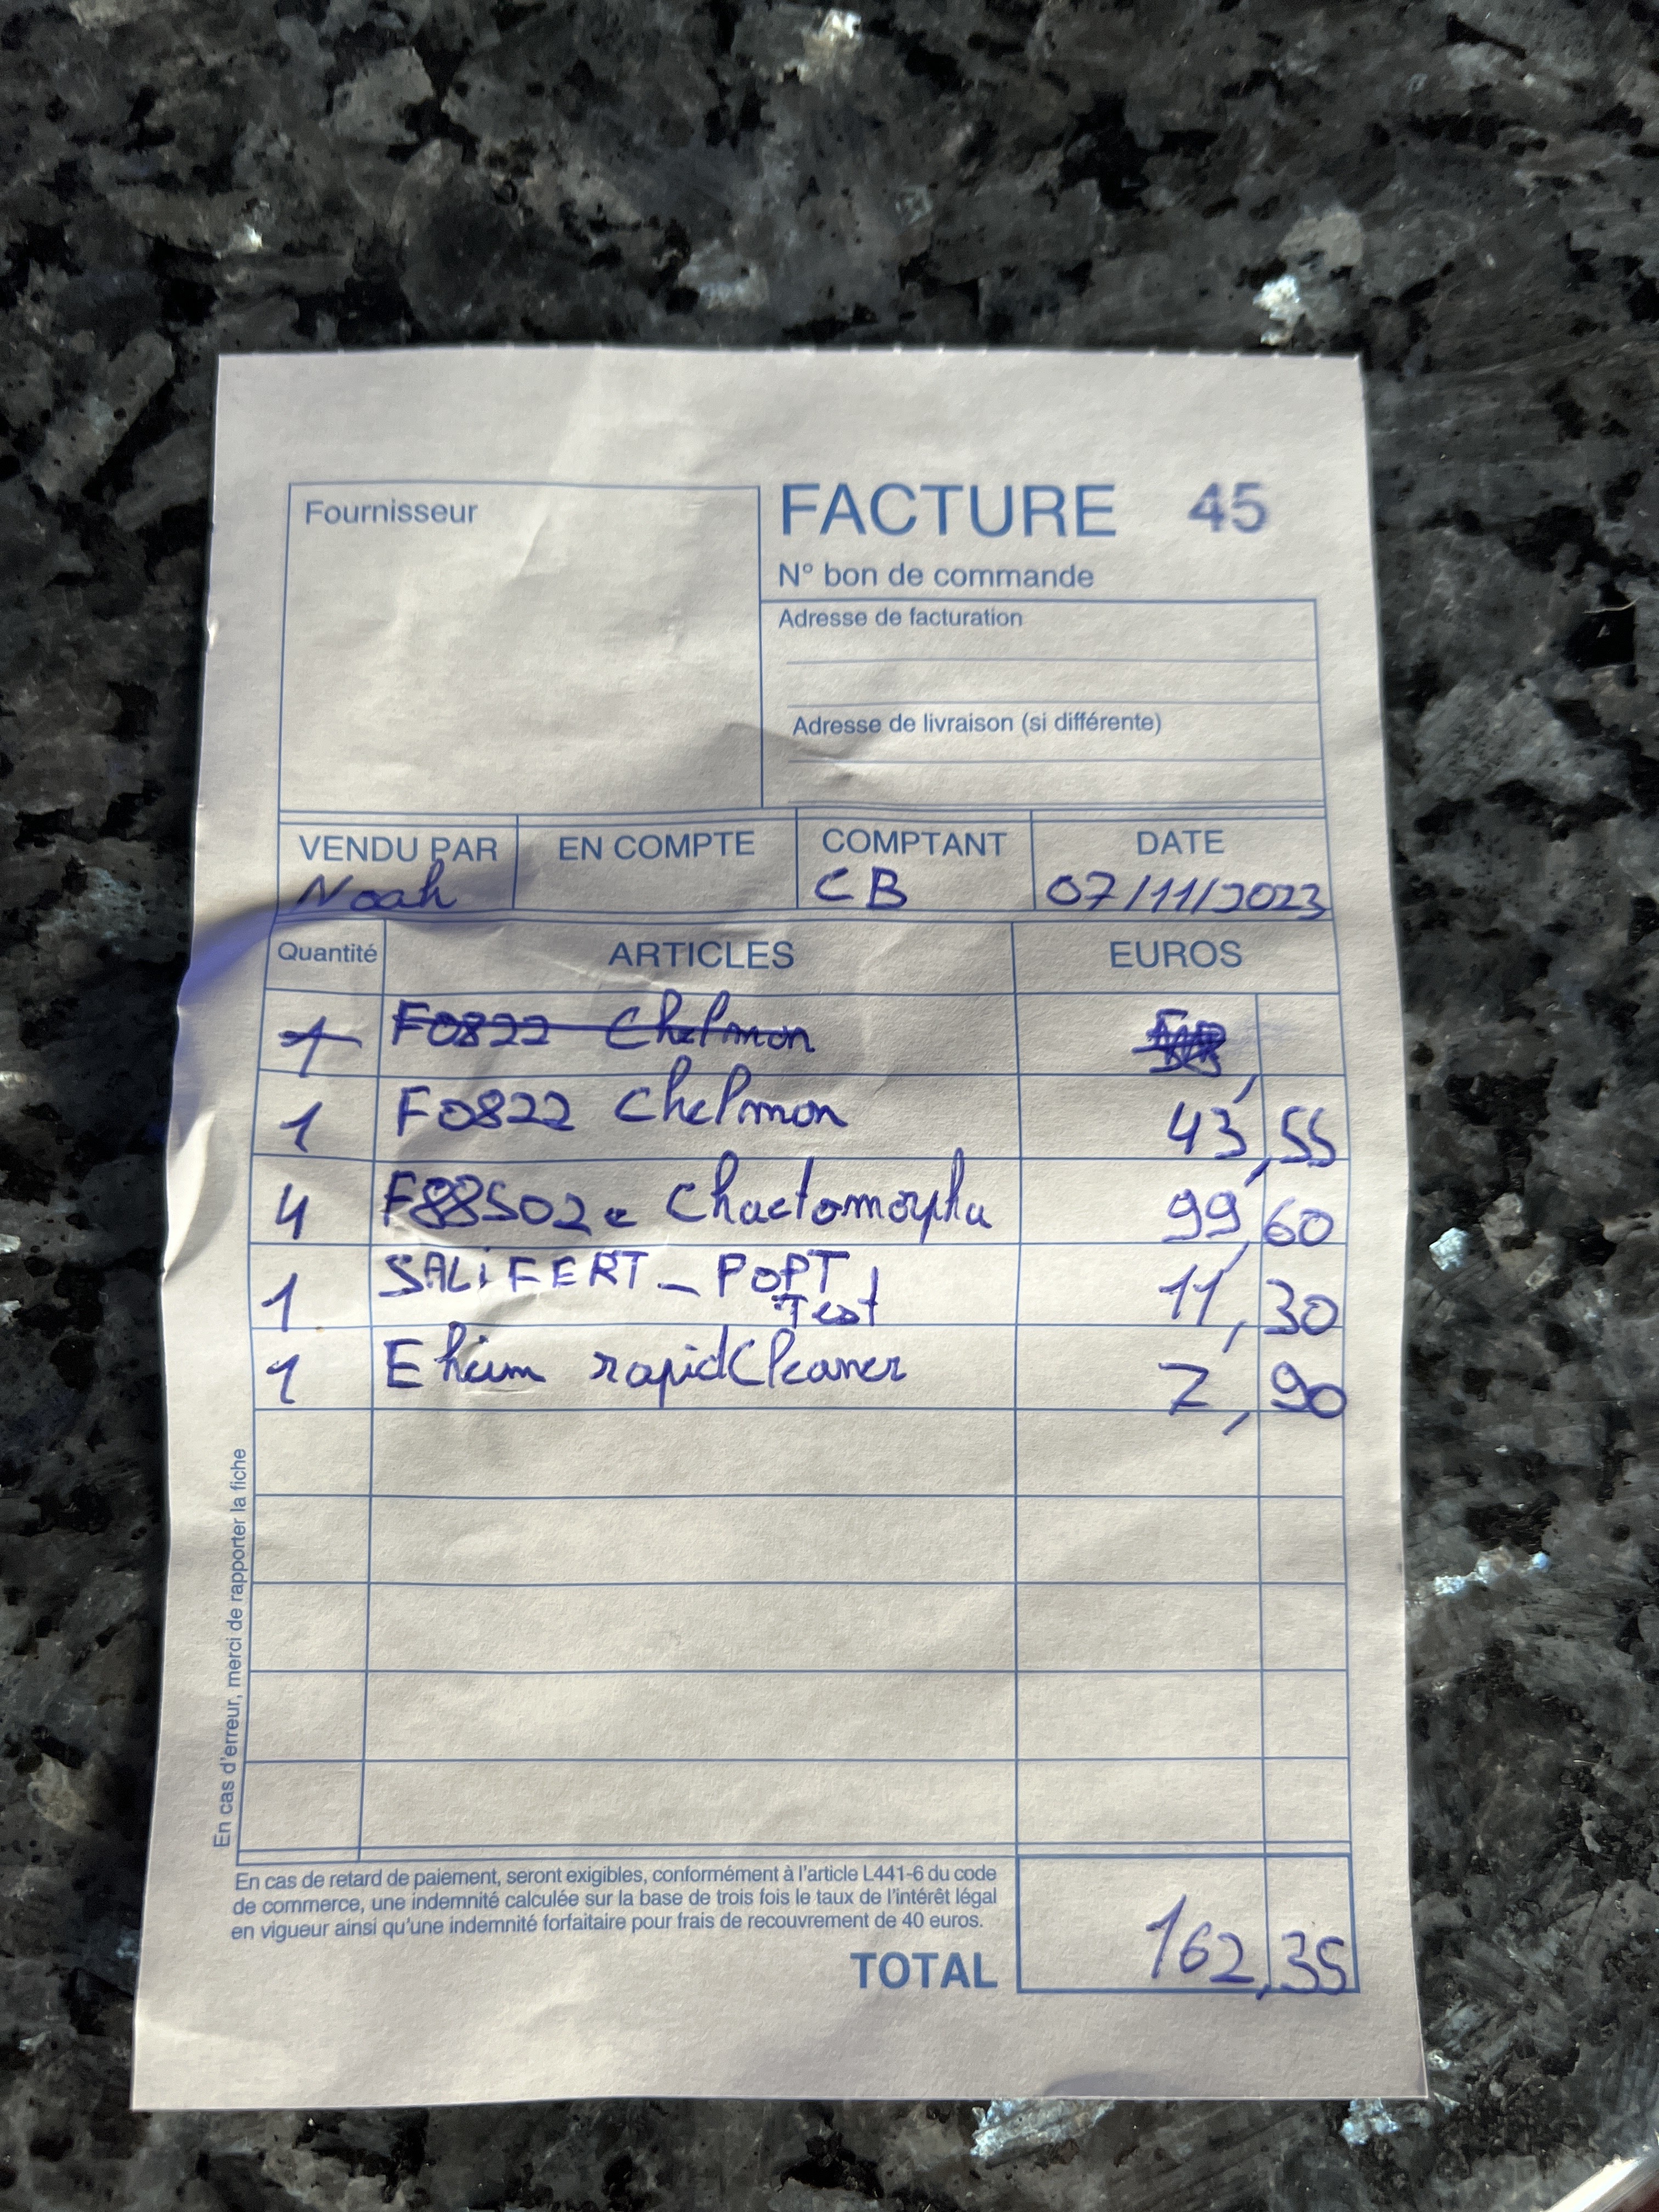 Fournisseur
FACTURE 45
N° bon de commande
Adresse de facturation
Adresse de livraison (si différente)
VENDU PAR EN COMPTE COMPTANT DATE
Noah CB 07/11/2023
Quantité ARTICLES EUROS
1 F0822 Chelmon
1 F0822 Chelmon 43,55
4 F88502c Chaetomorpha 99,60
1 SALiFERT_POPT 11,30
Test
1 Eheim rapidCleaner 7,90
En cas d'erreur, merci de rapporter la fiche
En cas de retard de paiement, seront exigibles, conformément à l'article L441-6 du code
de commerce, une indemnité calculée sur la base de trois fois le taux de l'intérêt légal
en vigueur ainsi qu'une indemnité forfaitaire pour frais de recouvrement de 40 euros.
TOTAL 162,35